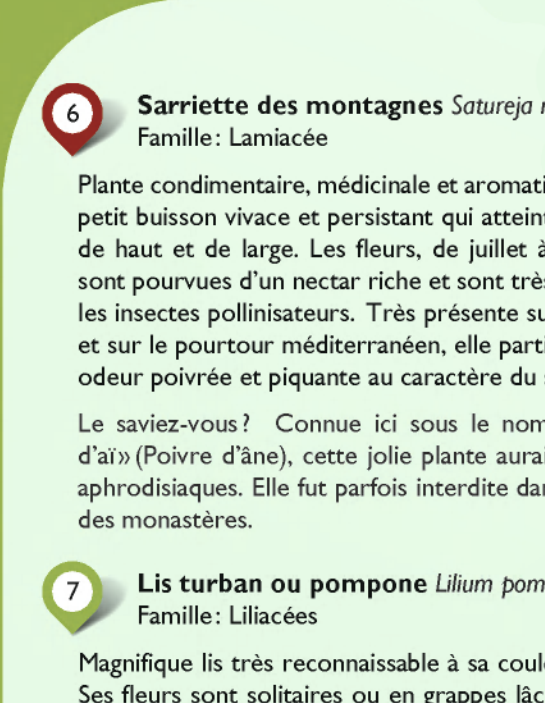 6
Sarriette des montagnes Satureja
Famille : Lamiacée
Plante condimentaire, médicinale et aromati
petit buisson vivace et persistant qui atteint
de haut et de large. Les fleurs, de juillet à
sont pourvues d'un nectar riche et sont très
les insectes pollinisateurs. Très présente su
et sur le pourtour méditerranéen, elle parti
odeur poivrée et piquante au caractère du
Le saviez-vous ? Connue ici sous le nom
d'aï» (Poivre d'âne), cette jolie plante aurai
aphrodisiaques. Elle fut parfois interdite dan
des monastères.
7
Lis turban ou pompone Lilium pom
Famille : Liliacées
Magnifique lis très reconnaissable à sa coule
Ses fleurs sont solitaires ou en grappes lâc